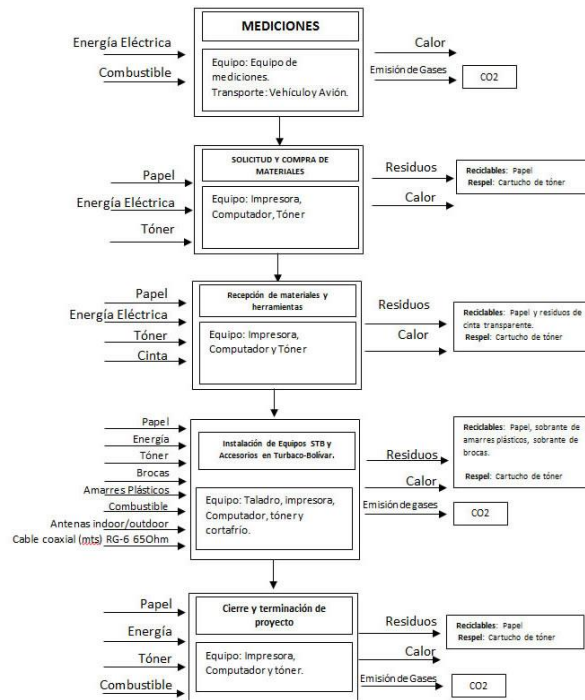 MEDICIONES
Energía Eléctrica
Combustible
Equipo: Equipo de
mediciones.
Transporte: Vehículo y Avión.
Calor
Emisión de Gases
CO2
SOLICITUD Y COMPRA DE
MATERIALES
Papel
Energía Eléctrica
Tóner
Equipo: Impresora,
Computador, Tóner
Residuos
Calor
Reciclables: Papel
Respel: Cartucho de tóner
Recepción de materiales y
herramientas
Papel
Energía Eléctrica
Tóner
Cinta
Equipo: Impresora,
Computador y Tóner
Residuos
Calor
Reciclables: Papel y residuos de
cinta transparente.
Respel: Cartucho de tóner
Instalación de Equipos STB y
Accesorios en Turbaco-Bolívar.
Papel
Energía
Tóner
Brocas
Amarres Plásticos
Combustible
Antenas indoor/outdoor
Cable coaxial (mts) RG-6 65Ohm
Equipo: Taladro, impresora,
Computador, tóner y
cortafrío.
Residuos
Calor
Emisión de gases
Reciclables: Papel, sobrante de
amarres plásticos, sobrante de
brocas.
Respel: Cartucho de tóner
CO2
Cierre y terminación de
proyecto
Papel
Energía
Tóner
Combustible
Equipo: Impresora,
Computador y tóner.
Residuos
Calor
Emisión de Gases
Reciclables: Papel
Respel: Cartucho de tóner
CO2